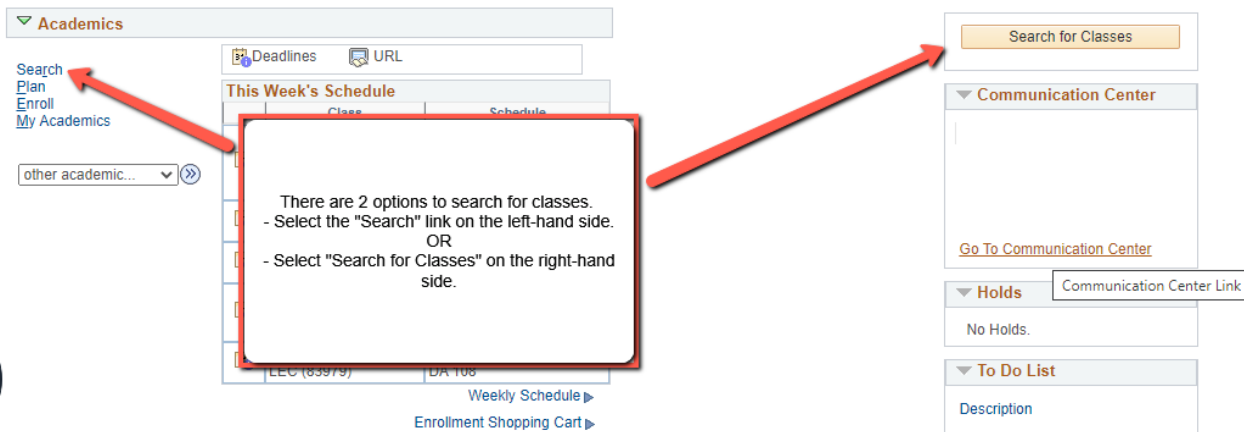 Academics
Search
Plan
Enroll
My Academics
other academic...
Deadlines URL
This Week's Schedule
Class Schedule
There are 2 options to search for classes.
- Select the "Search" link on the left-hand side.
OR
- Select "Search for Classes" on the right-hand
side.
LEC (83979) DA 108
Weekly Schedule
Enrollment Shopping Cart
Search for Classes
Communication Center
Go To Communication Center
Communication Center Link
Holds
No Holds.
To Do List
Description